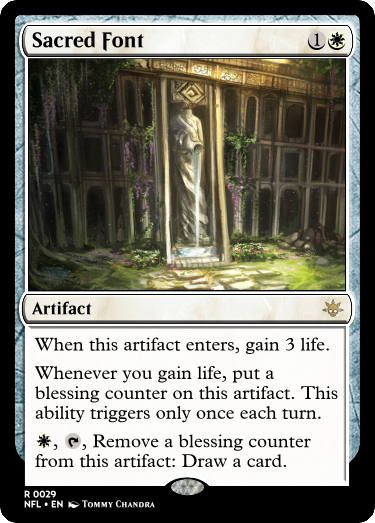 Sacred Font 1
Artifact
When this artifact enters, gain 3 life.
Whenever you gain life, put a
blessing counter on this artifact. This
ability triggers only once each turn.
, , Remove a blessing counter
from this artifact: Draw a card.
R 0029
NFL • EN Tommy Chandra